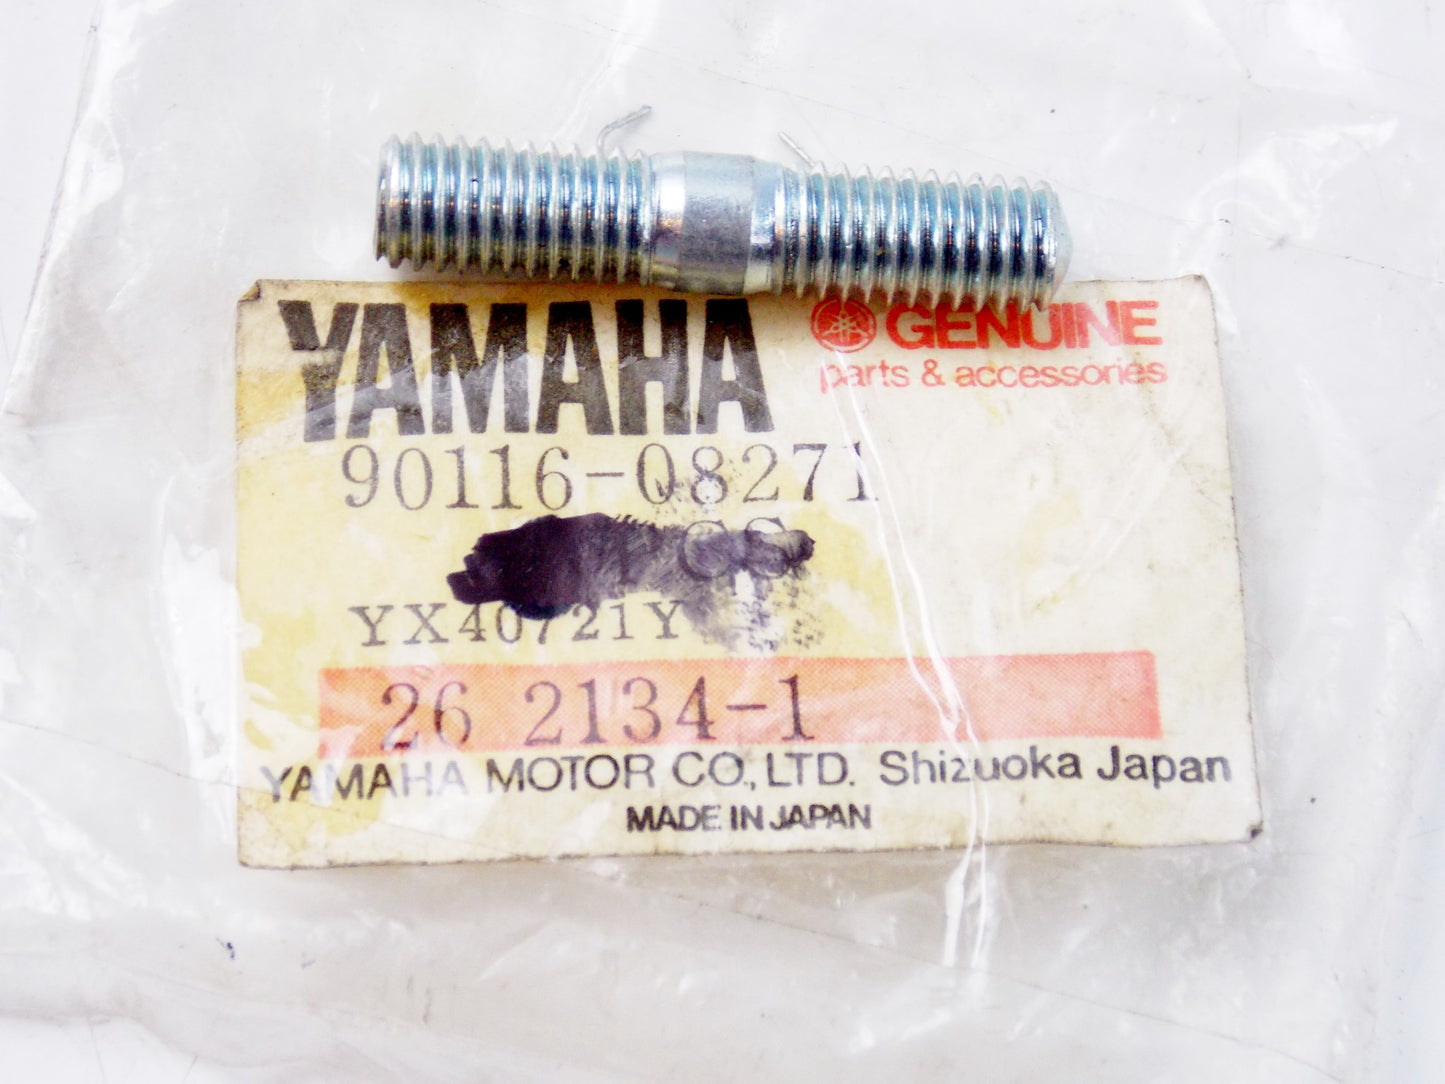 YAMAHA
GENUINE
parts & accessories
90116-08271
YX40721Y
26 2134-1
YAMAHA MOTOR CO., LTD. Shizuoka Japan
MADE IN JAPAN